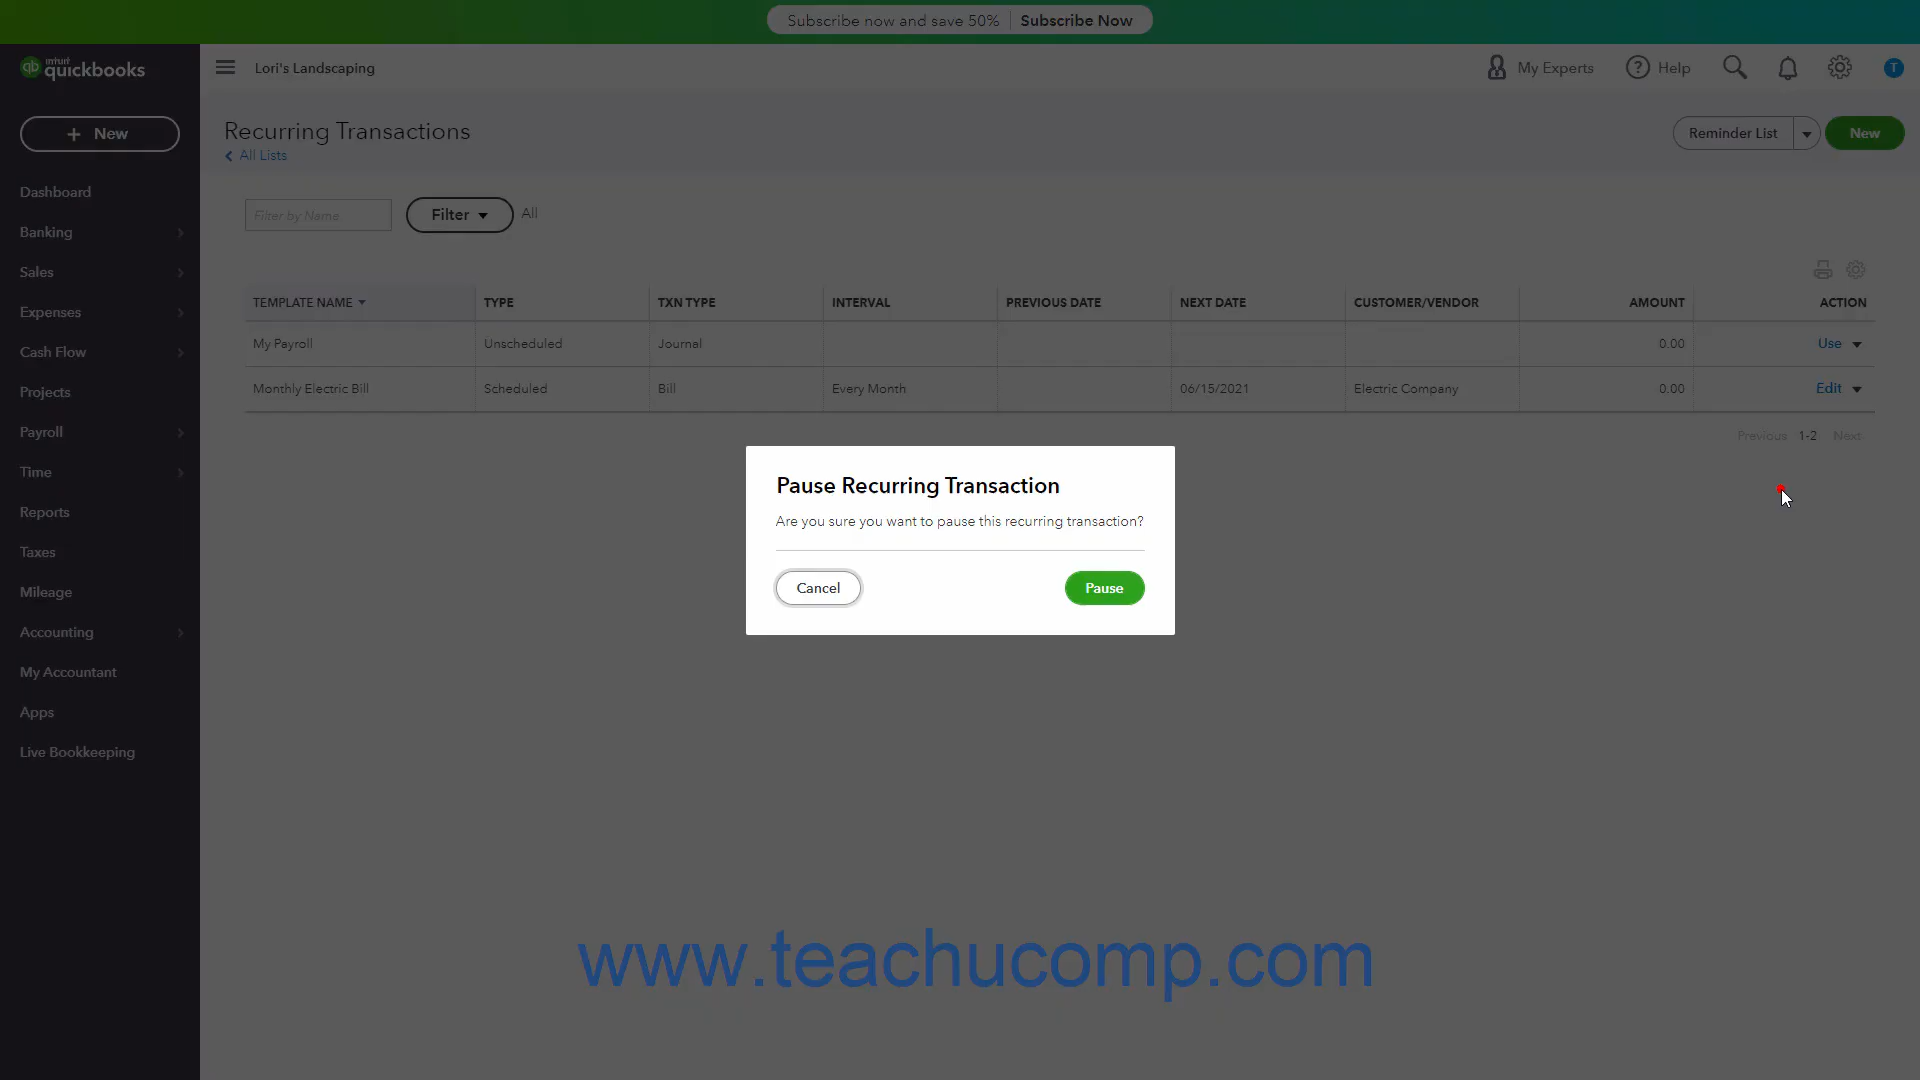 Subscribe now and save 50% Subscribe Now
intuit
quickbooks
Lori's Landscaping
My Experts
Help
T
+ New
Recurring Transactions
All Lists
Reminder List
New
Dashboard
Banking
Sales
Expenses
Cash Flow
Projects
Payroll
Time
Reports
Taxes
Mileage
Accounting
My Accountant
Apps
Live Bookkeeping
Filter by Name
Filter
All
TEMPLATE NAME TYPE TXN TYPE INTERVAL PREVIOUS DATE NEXT DATE CUSTOMER/VENDOR AMOUNT ACTION
My Payroll Unscheduled Journal 0.00 Use
Monthly Electric Bill Scheduled Bill Every Month 06/15/2021 Electric Company 0.00 Edit
Previous 1-2 Next
Pause Recurring Transaction
Are you sure you want to pause this recurring transaction?
Cancel Pause
www.teachucomp.com